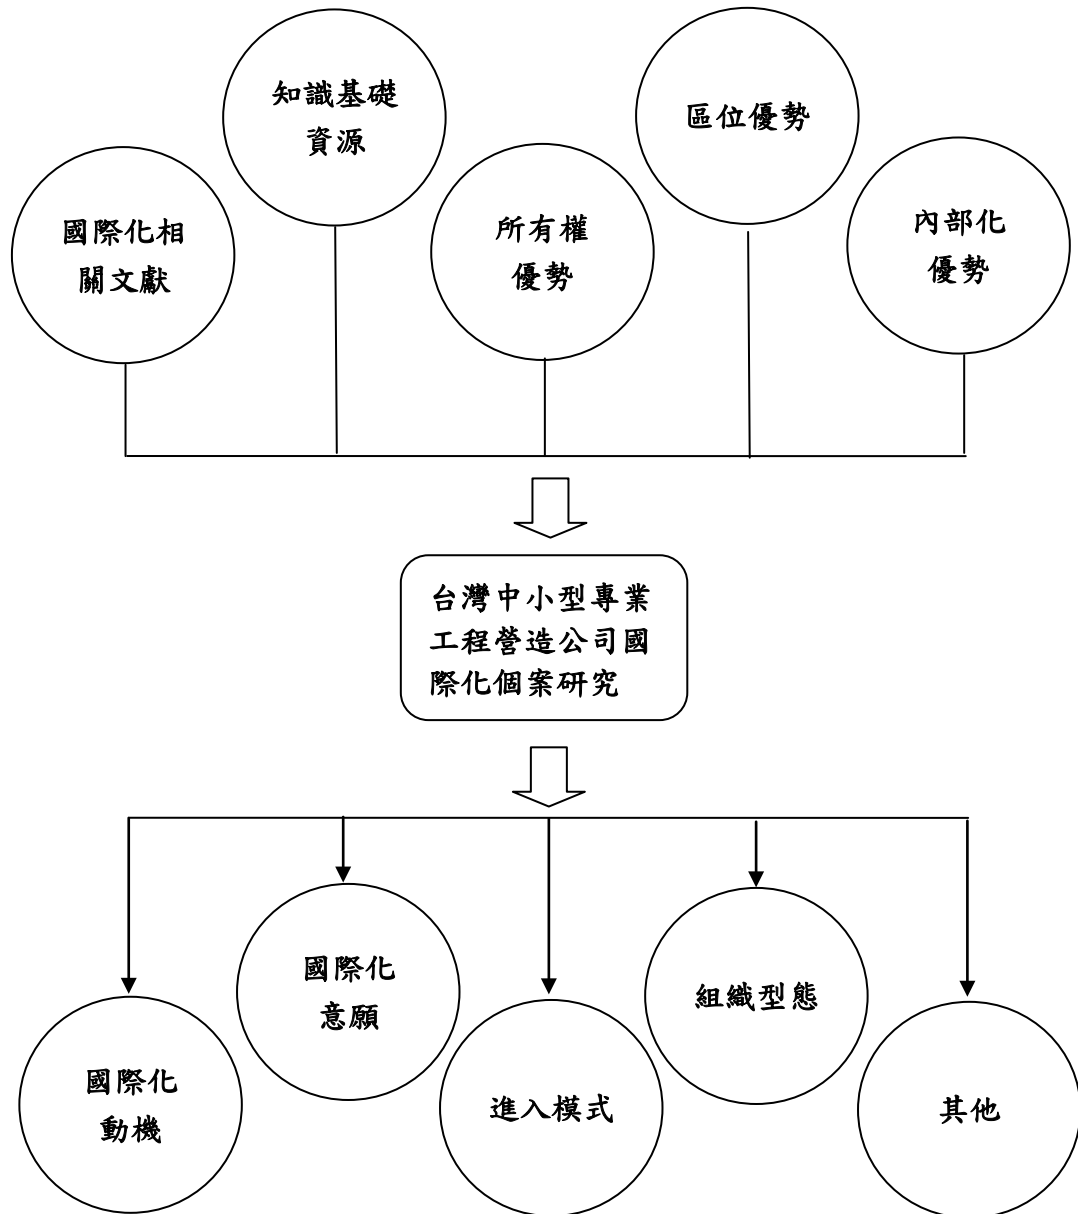 知識基礎
資源
區位優勢
國際化相
關文獻
所有權
優勢
內部化
優勢
台灣中小型專業
工程營造公司國
際化個案研究
國際化
意願
組織型態
國際化
動機
進入模式
其他